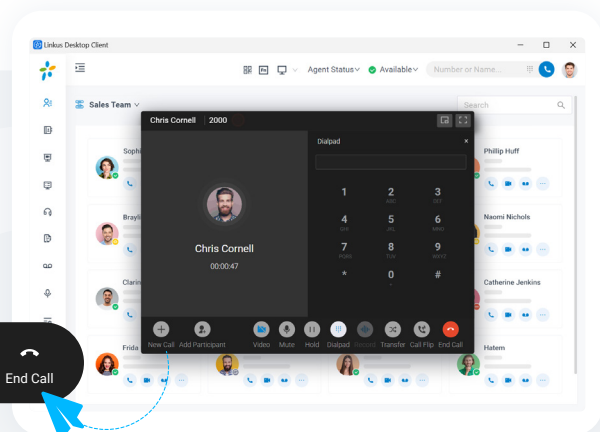 Linkus Desktop Client
Fn
Agent Status
Available
Number or Name...
Sales Team
Search
Chris Cornell 2000
Dialpad
Sophi
Phillip Huff
1 2 3
ABC DEF
4 5 6
GHI JKL MNO
Brayl
Naomi Nichols
Chris Cornell
7 8 9
PQRS TUV WXYZ
00:00:47
* 0 #
Clarin
Catherine Jenkins
New Call Add Participant Video Mute Hold Dialpad Record Transfer Call Flip End Call
Frida
Hatem
End Call